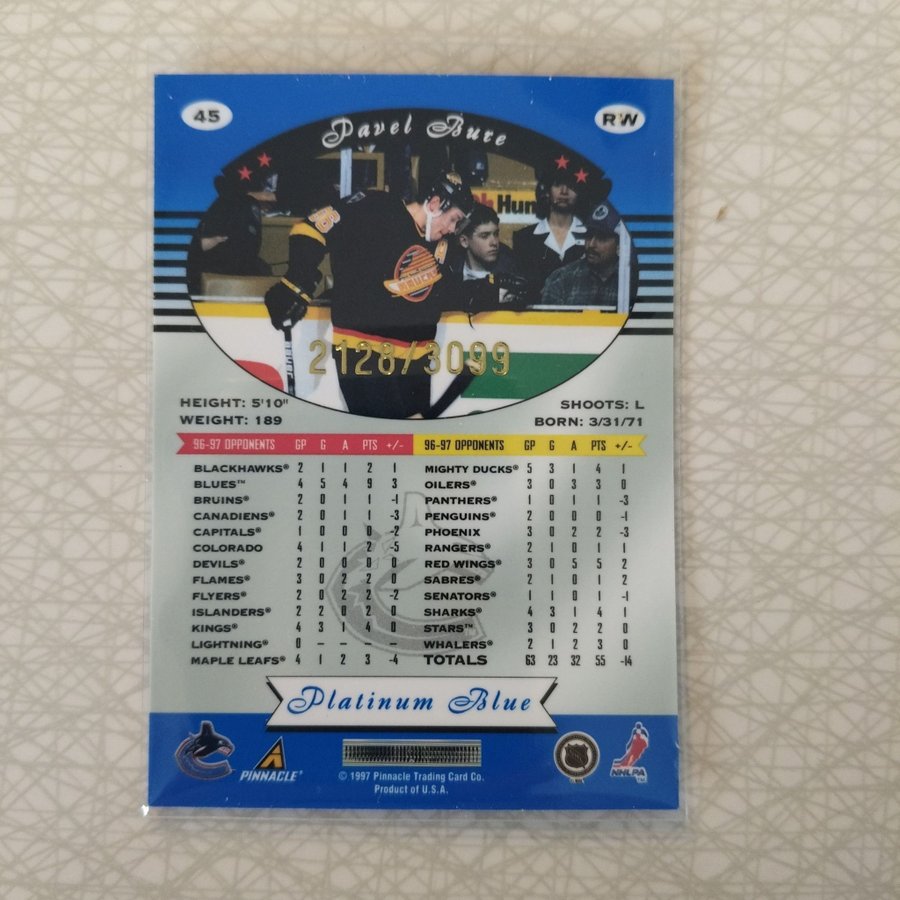 45
RW
Pavel Bure
Hun
2128/3099
HEIGHT: 5'10"
WEIGHT: 189
SHOOTS: L
BORN: 3/31/71
96-97 OPPONENTS GP G A PTS +/-
BLACKHAWKS® 2 1 1 2 1
BLUES™ 4 5 4 9 3
BRUINS® 2 0 1 1 -1
CANADIENS® 2 0 1 1 -3
CAPITALS® 1 0 0 0 -2
COLORADO 4 1 1 2 -5
DEVILS® 2 0 0 0 0
FLAMES® 3 0 2 2 0
FLYERS® 2 0 2 2 -2
ISLANDERS® 2 2 0 2 0
KINGS® 4 3 1 4 0
LIGHTNING® 0 – – – –
MAPLE LEAFS® 4 1 2 3 -4
96-97 OPPONENTS GP G A PTS +/-
MIGHTY DUCKS® 5 3 1 4 1
OILERS® 3 0 3 3 0
PANTHERS® 1 0 1 1 -3
PENGUINS® 2 0 0 0 -1
PHOENIX 3 0 2 2 -3
RANGERS® 2 1 0 1 1
RED WINGS® 3 0 5 5 2
SABRES® 2 1 0 1 2
SENATORS® 1 1 0 1 -1
SHARKS® 4 3 1 4 1
STARS™ 3 0 2 2 0
WHALERS® 2 1 2 3 0
TOTALS 63 23 32 55 -14
Platinum Blue
PINNACLE®
© 1997 Pinnacle Trading Card Co.
Product of U.S.A.
NHLPA™